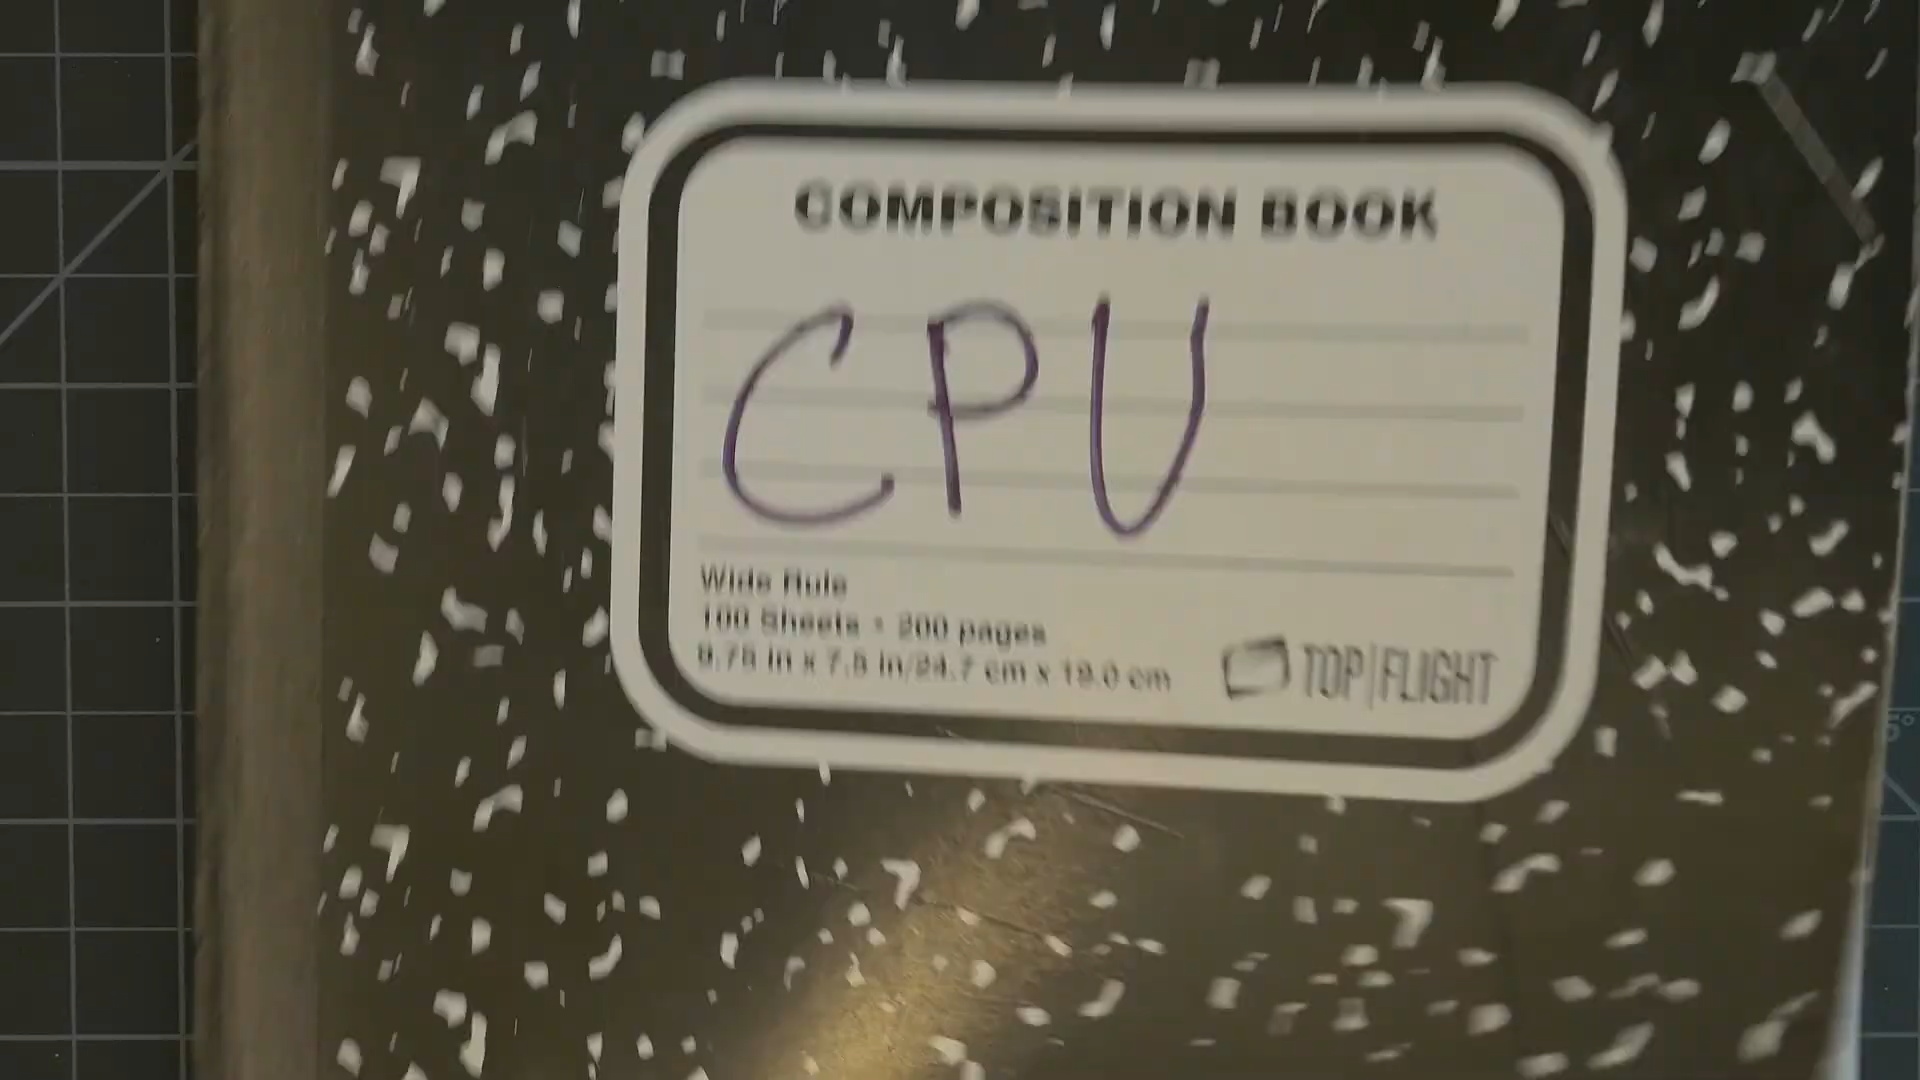 COMPOSITION BOOK
CPU
Wide Rule
100 Sheets • 200 pages
9.75 in x 7.5 in/24.7 cm x 19.0 cm
TOP|FLIGHT
5°